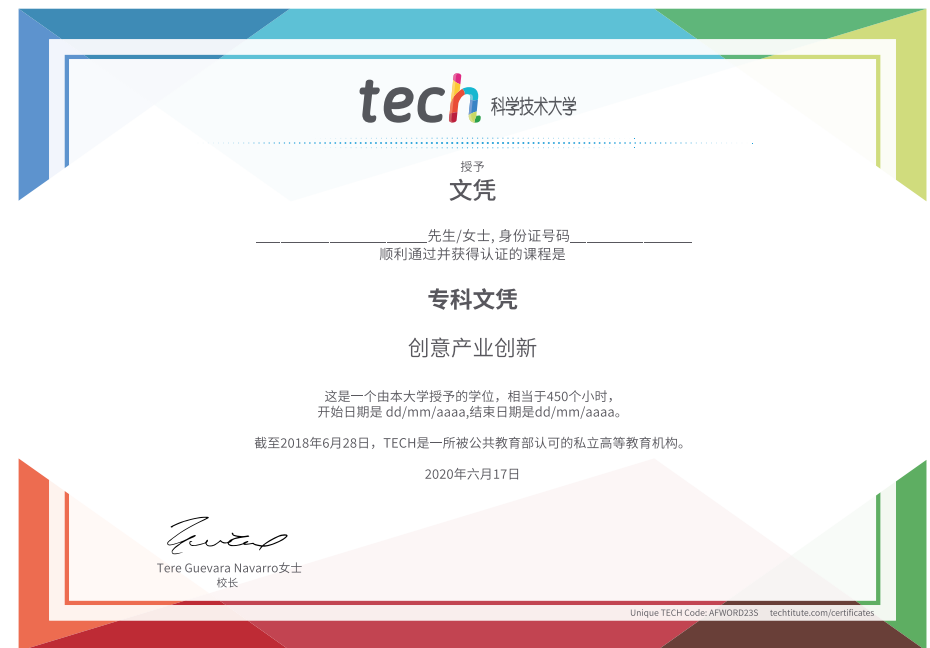 tech 科学技术大学
授予
文凭
______________________先生/女士, 身份证号码_______________
顺利通过并获得认证的课程是
专科文凭
创意产业创新
这是一个由本大学授予的学位，相当于450个小时，
开始日期是 dd/mm/aaaa,结束日期是dd/mm/aaaa。
截至2018年6月28日，TECH是一所被公共教育部认可的私立高等教育机构。
2020年六月17日
Tere Guevara Navarro女士
校长
Unique TECH Code: AFWORD23S techtitute.com/certificates